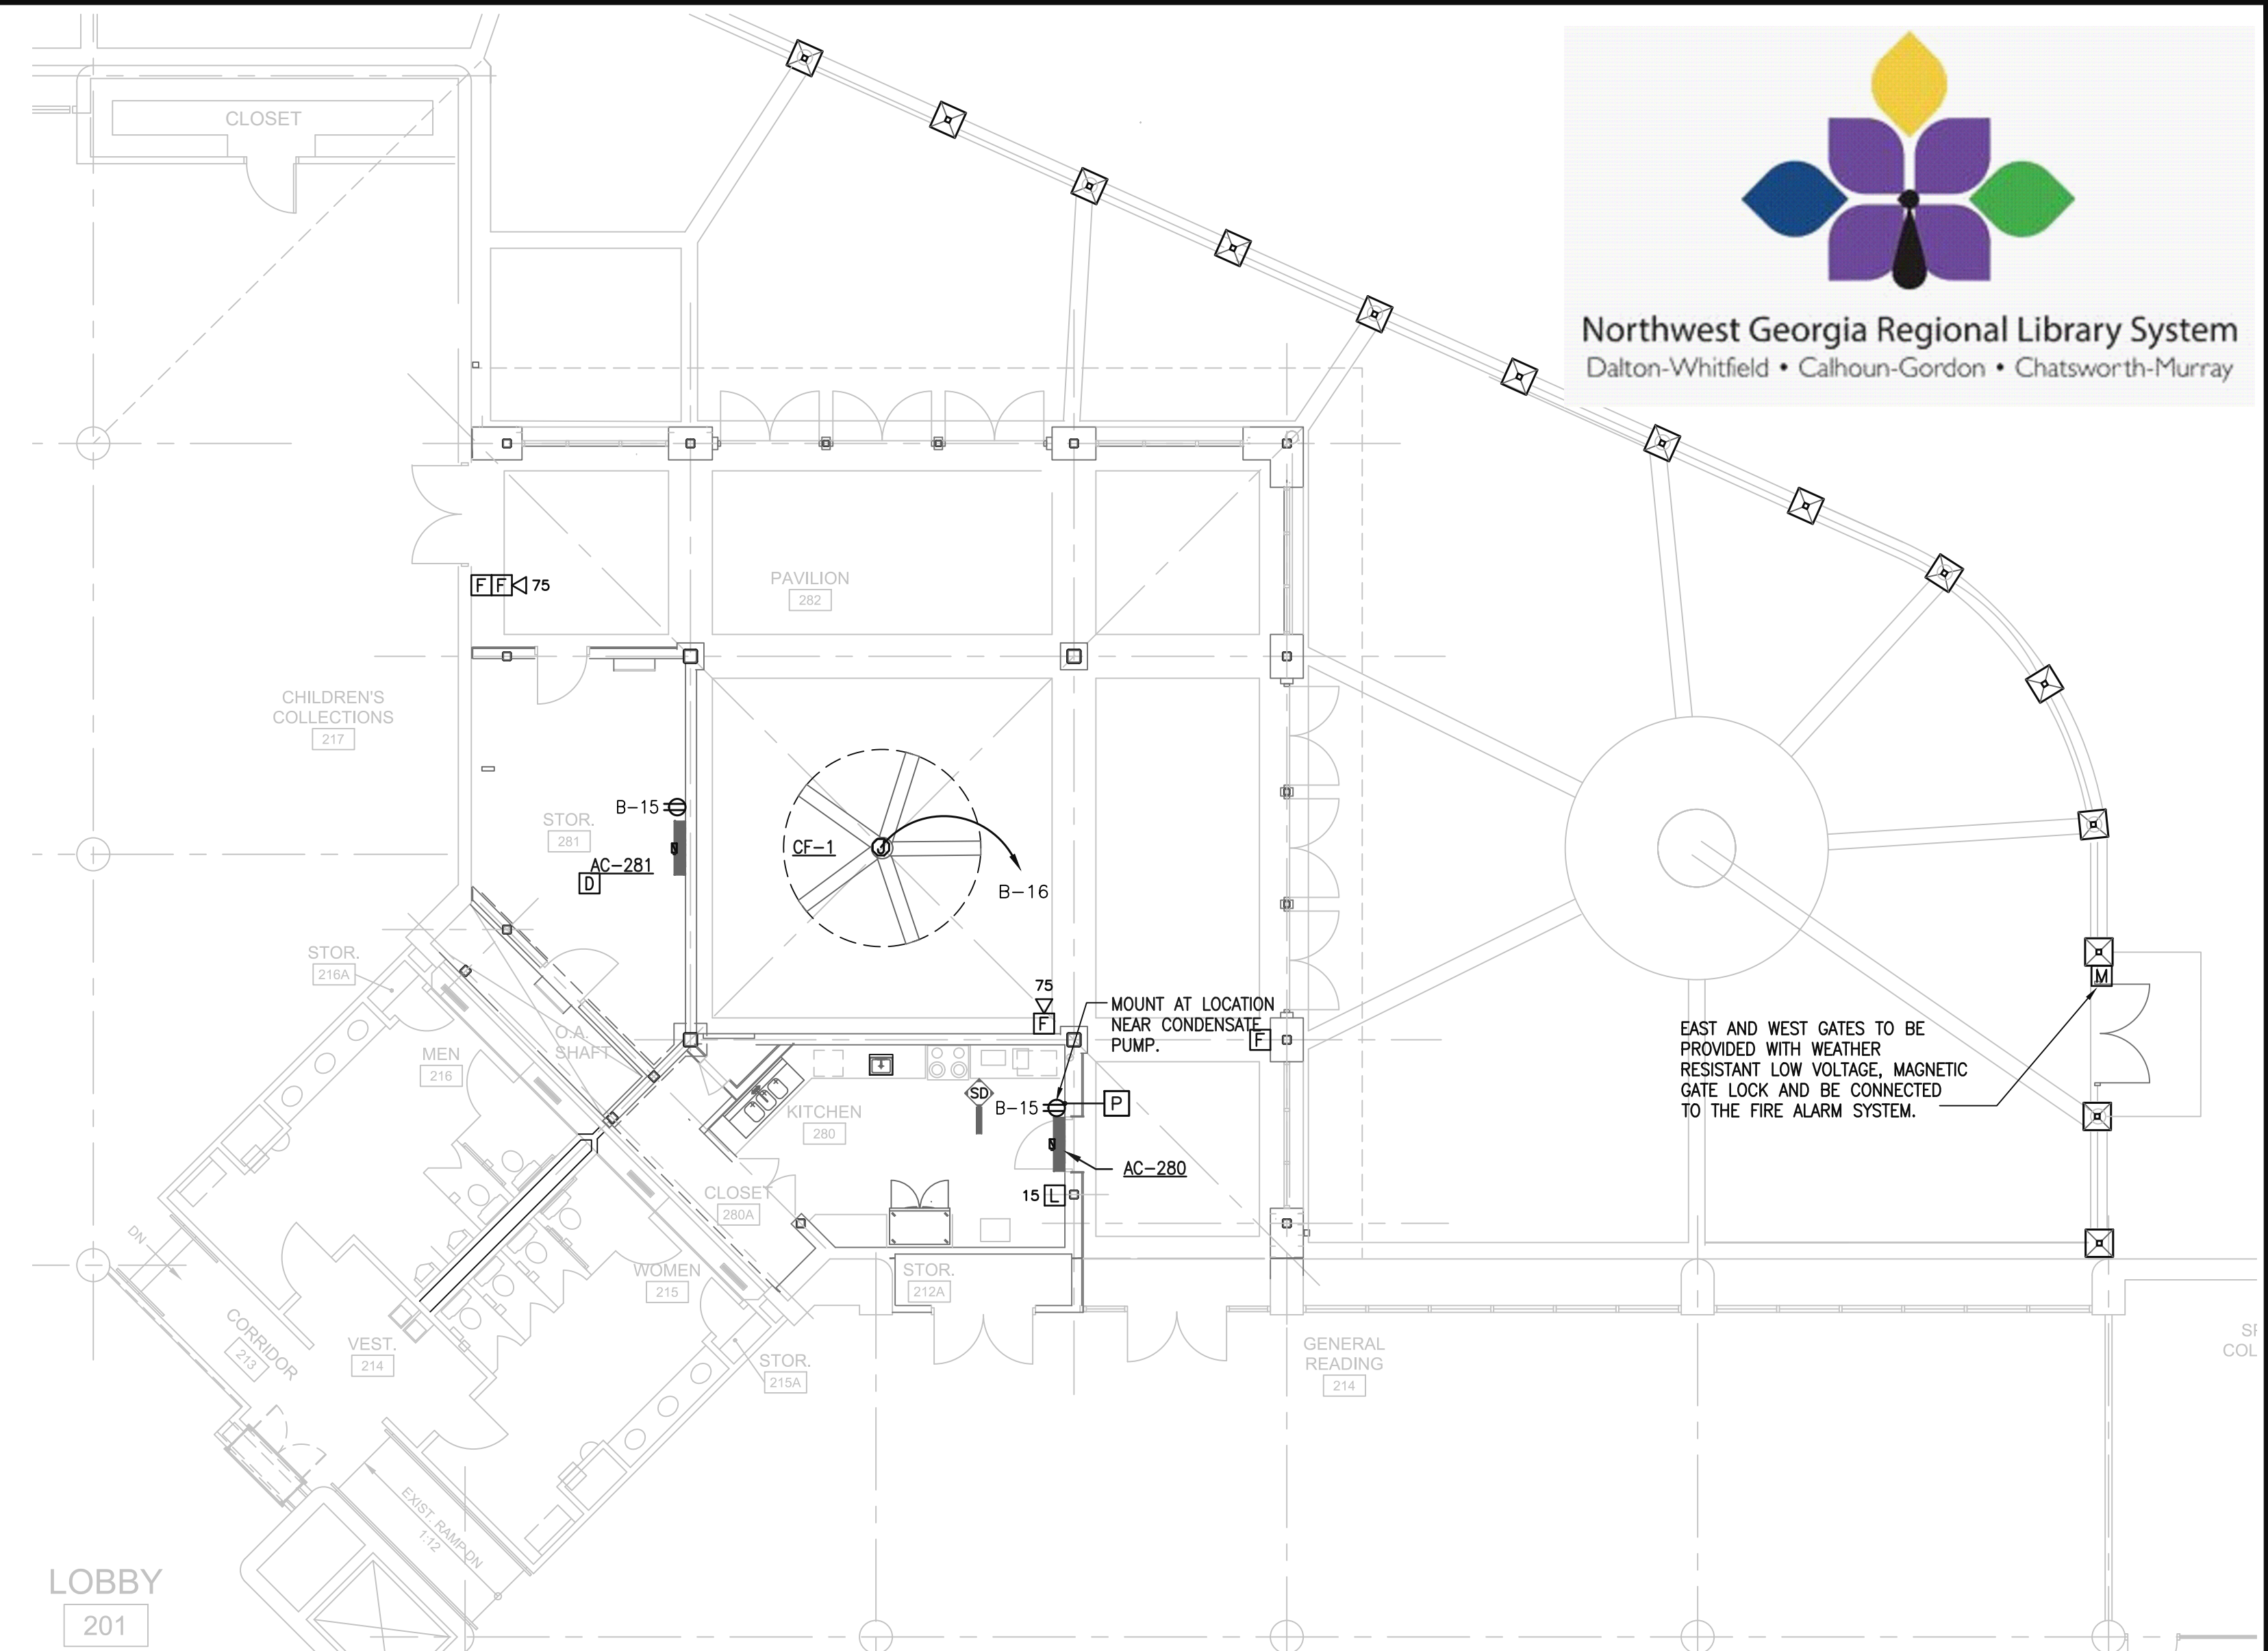 CLOSET
Northwest Georgia Regional Library System
Dalton-Whitfield • Calhoun-Gordon • Chatsworth-Murray
F F 75
PAVILION
282
CHILDREN'S
COLLECTIONS
217
B-15
STOR.
281
AC-281
D
CF-1
J
B-16
STOR.
216A
O.A.
SHAFT
MEN
216
75
F
MOUNT AT LOCATION
NEAR CONDENSATE
PUMP.
F
M
EAST AND WEST GATES TO BE
PROVIDED WITH WEATHER
RESISTANT LOW VOLTAGE, MAGNETIC
GATE LOCK AND BE CONNECTED
TO THE FIRE ALARM SYSTEM.
SD
B-15
P
KITCHEN
280
AC-280
15 L
CLOSET
280A
DN
WOMEN
215
STOR.
212A
CORRIDOR
213
VEST.
214
STOR.
215A
GENERAL
READING
214
COL
EXIST. RAMP DN
1:12
LOBBY
201